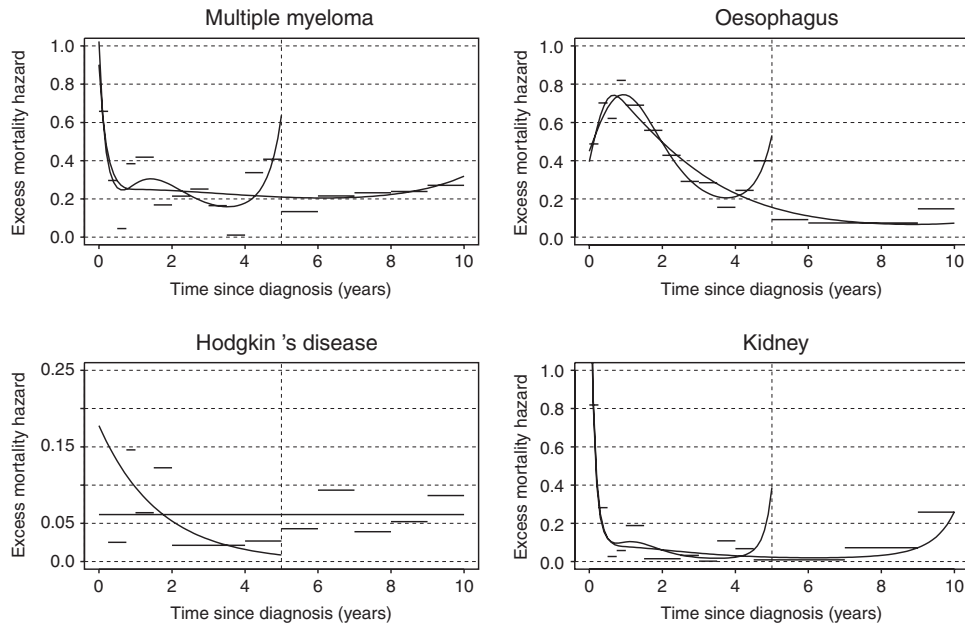 Multiple myeloma
Excess mortality hazard
1.0
0.8
0.6
0.4
0.2
0.0
0 2 4 6 8 10
Time since diagnosis (years)
Oesophagus
Excess mortality hazard
1.0
0.8
0.6
0.4
0.2
0.0
0 2 4 6 8 10
Time since diagnosis (years)
Hodgkin 's disease
Excess mortality hazard
0.25
0.15
0.05
0.0
0 2 4 6 8 10
Time since diagnosis (years)
Kidney
Excess mortality hazard
1.0
0.8
0.6
0.4
0.2
0.0
0 2 4 6 8 10
Time since diagnosis (years)